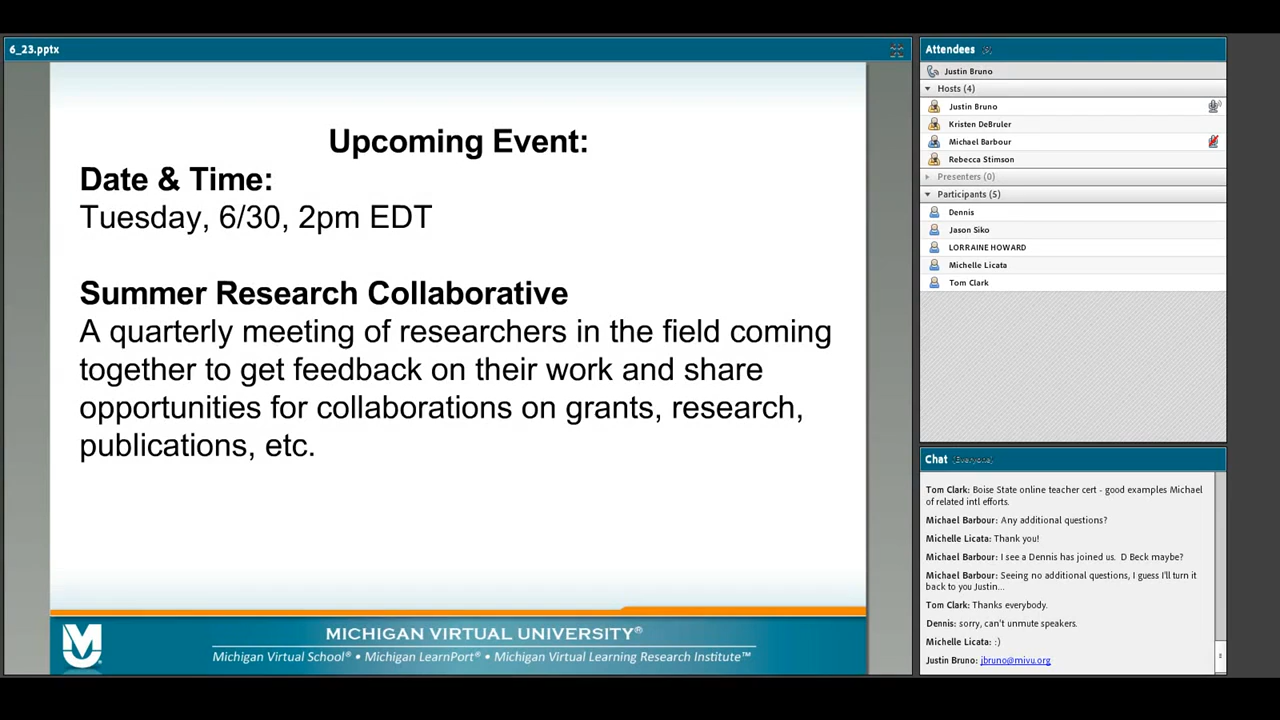 6_23.pptx
Upcoming Event:
Date & Time:
Tuesday, 6/30, 2pm EDT
Summer Research Collaborative
A quarterly meeting of researchers in the field coming
together to get feedback on their work and share
opportunities for collaborations on grants, research,
publications, etc.
MICHIGAN VIRTUAL UNIVERSITY®
Michigan Virtual School® • Michigan LearnPort® • Michigan Virtual Learning Research Institute™
Attendees
Justin Bruno
Hosts (4)
Justin Bruno
Kristen DeBruler
Michael Barbour
Rebecca Stimson
Presenters (0)
Participants (5)
Dennis
Jason Siko
LORRAINE HOWARD
Michelle Licata
Tom Clark
Chat (Everyone)
Tom Clark: Boise State online teacher cert - good examples Michael
of related intl efforts.
Michael Barbour: Any additional questions?
Michelle Licata: Thank you!
Michael Barbour: I see a Dennis has joined us.  D Beck maybe?
Michael Barbour: Seeing no additional questions, I guess I'll turn it
back to you Justin...
Tom Clark: Thanks everybody.
Dennis: sorry, can't unmute speakers.
Michelle Licata: :)
Justin Bruno: jbruno@mivu.org